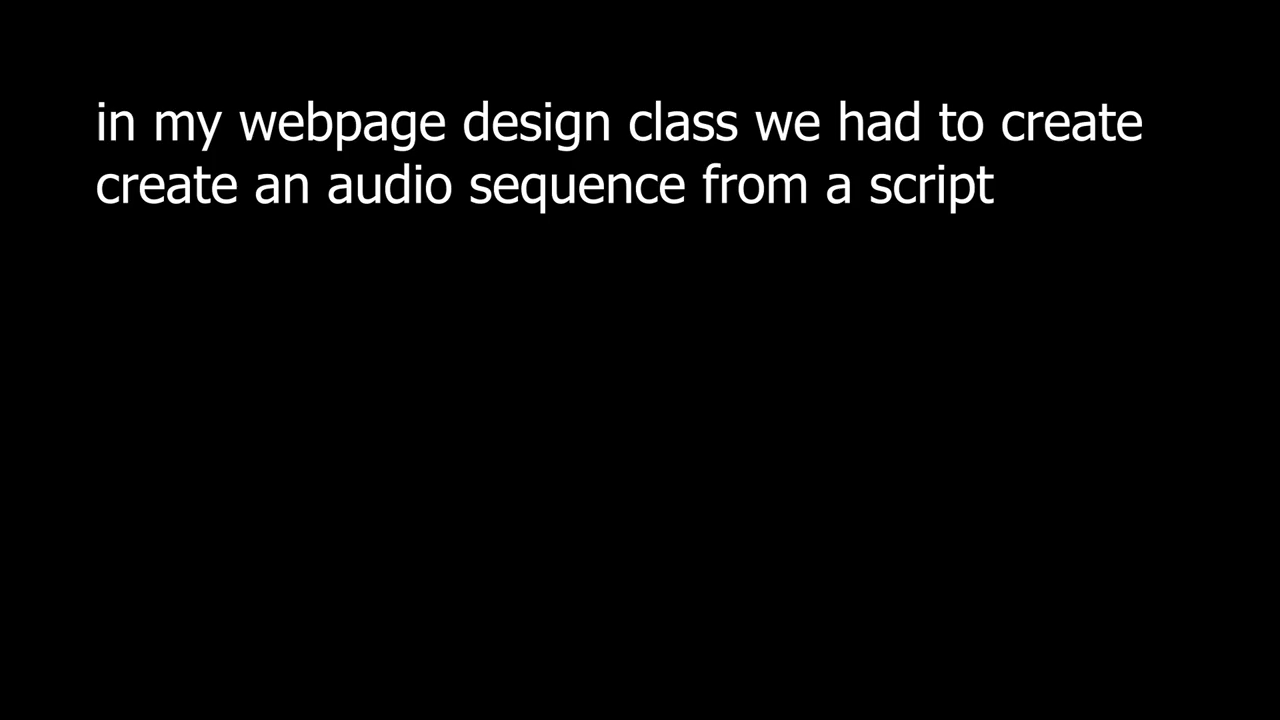 in my webpage design class we had to create
create an audio sequence from a script